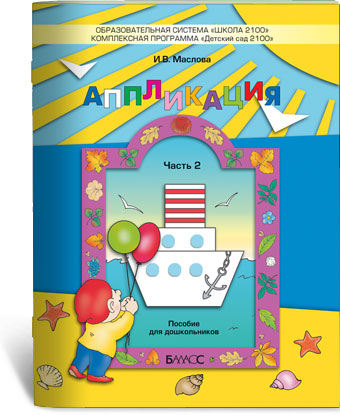 ОБРАЗОВАТЕЛЬНАЯ СИСТЕМА «ШКОЛА 2100»
КОМПЛЕКСНАЯ ПРОГРАММА «Детский сад 2100»
И.В. Маслова
АППЛИКАЦИЯ
Часть 2
Пособие
для дошкольников
БАЛАСС